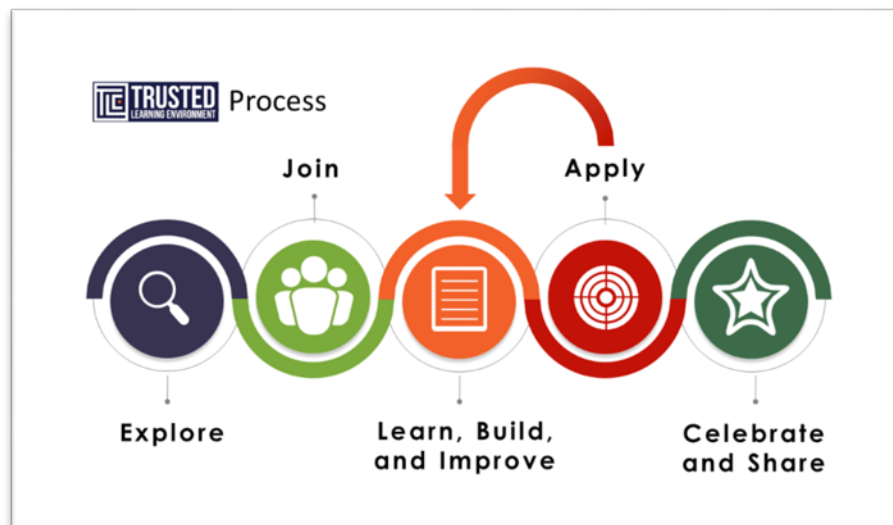 TRUSTED
LEARNING ENVIRONMENT
Process
Join
Apply
Explore
Learn, Build,
and Improve
Celebrate
and Share